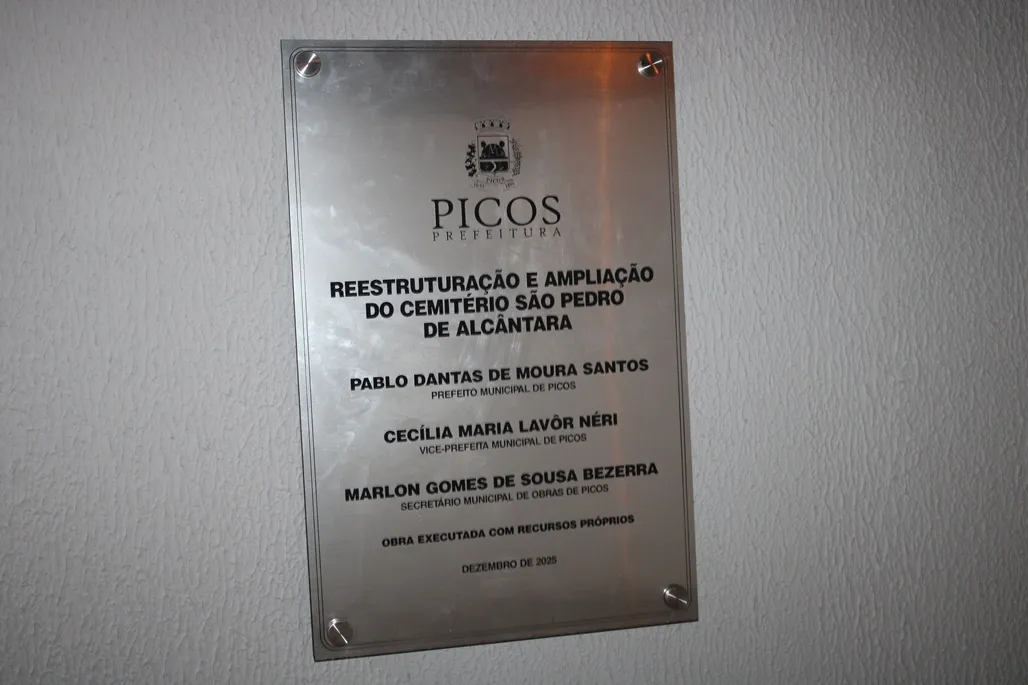 PICOS
PREFEITURA
REESTRUTURAÇÃO E AMPLIAÇÃO
DO CEMITÉRIO SÃO PEDRO
DE ALCÂNTARA
PABLO DANTAS DE MOURA SANTOS
PREFEITO MUNICIPAL DE PICOS
CECÍLIA MARIA LAVÔR NÉRI
VICE-PREFEITA MUNICIPAL DE PICOS
MARLON GOMES DE SOUSA BEZERRA
SECRETÁRIO MUNICIPAL DE OBRAS DE PICOS
OBRA EXECUTADA COM RECURSOS PRÓPRIOS
DEZEMBRO DE 2025